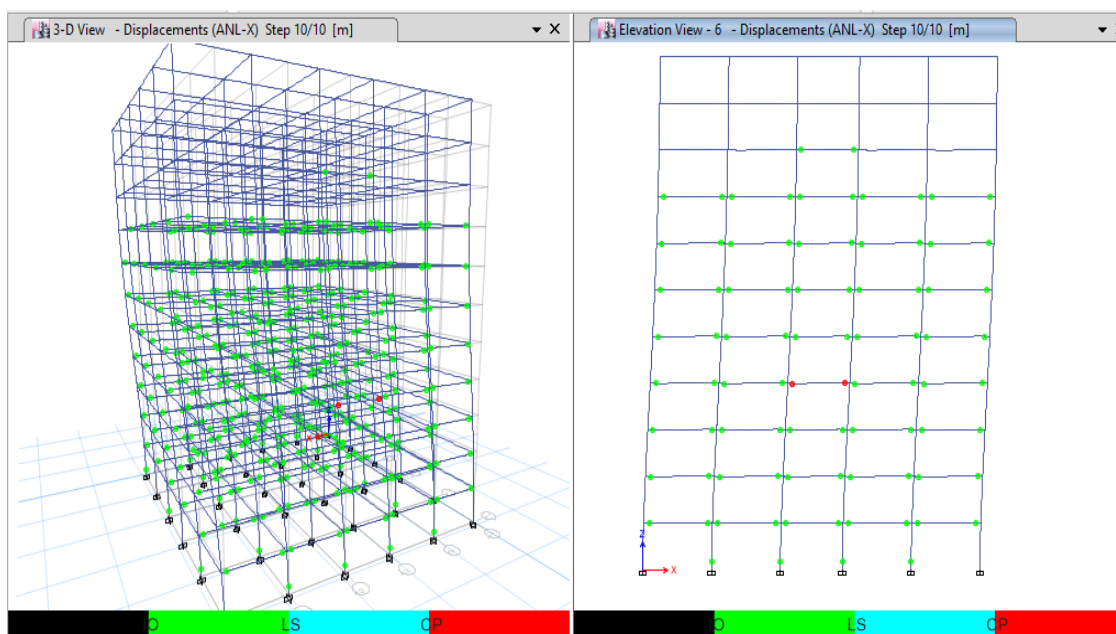 3-D View - Displacements (ANL-X) Step 10/10 [m]
X
Elevation View - 6 - Displacements (ANL-X) Step 10/10 [m]
X
Z
X
IO
LS
CP
IO
LS
CP